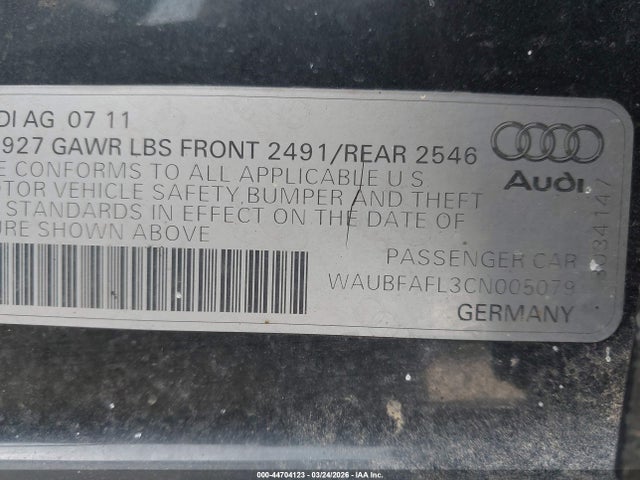 DI AG 07 11
927 GAWR LBS FRONT 2491/REAR 2546
E CONFORMS TO ALL APPLICABLE U S
OTOR VEHICLE SAFETY, BUMPER AND THEFT
STANDARDS IN EFFECT ON THE DATE OF
URE SHOWN ABOVE
Audi
PASSENGER CAR
WAUBFAFL3CN005079
GERMANY
3034147
000-44704123 - 03/24/2026 - IAA Inc.